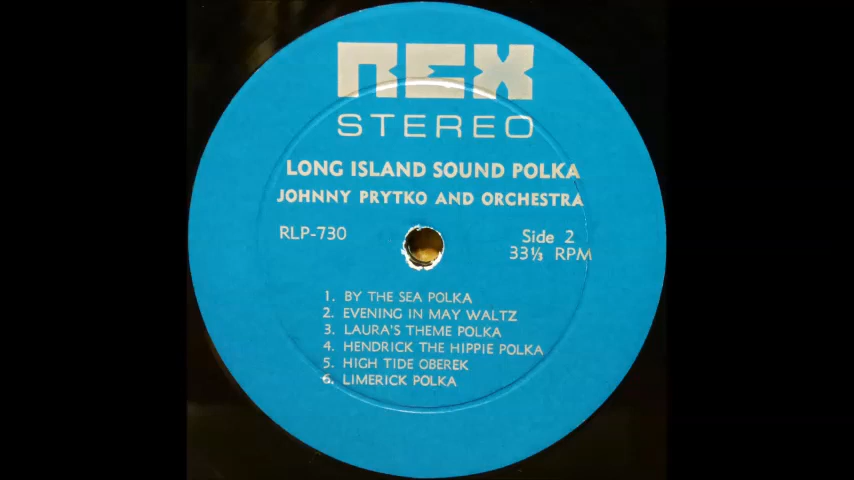 REX
STEREO
LONG ISLAND SOUND POLKA
JOHNNY PRYTKO AND ORCHESTRA
RLP-730
Side 2
33⅓ RPM
1. BY THE SEA POLKA
2. EVENING IN MAY WALTZ
3. LAURA'S THEME POLKA
4. HENDRICK THE HIPPIE POLKA
5. HIGH TIDE OBEREK
6. LIMERICK POLKA